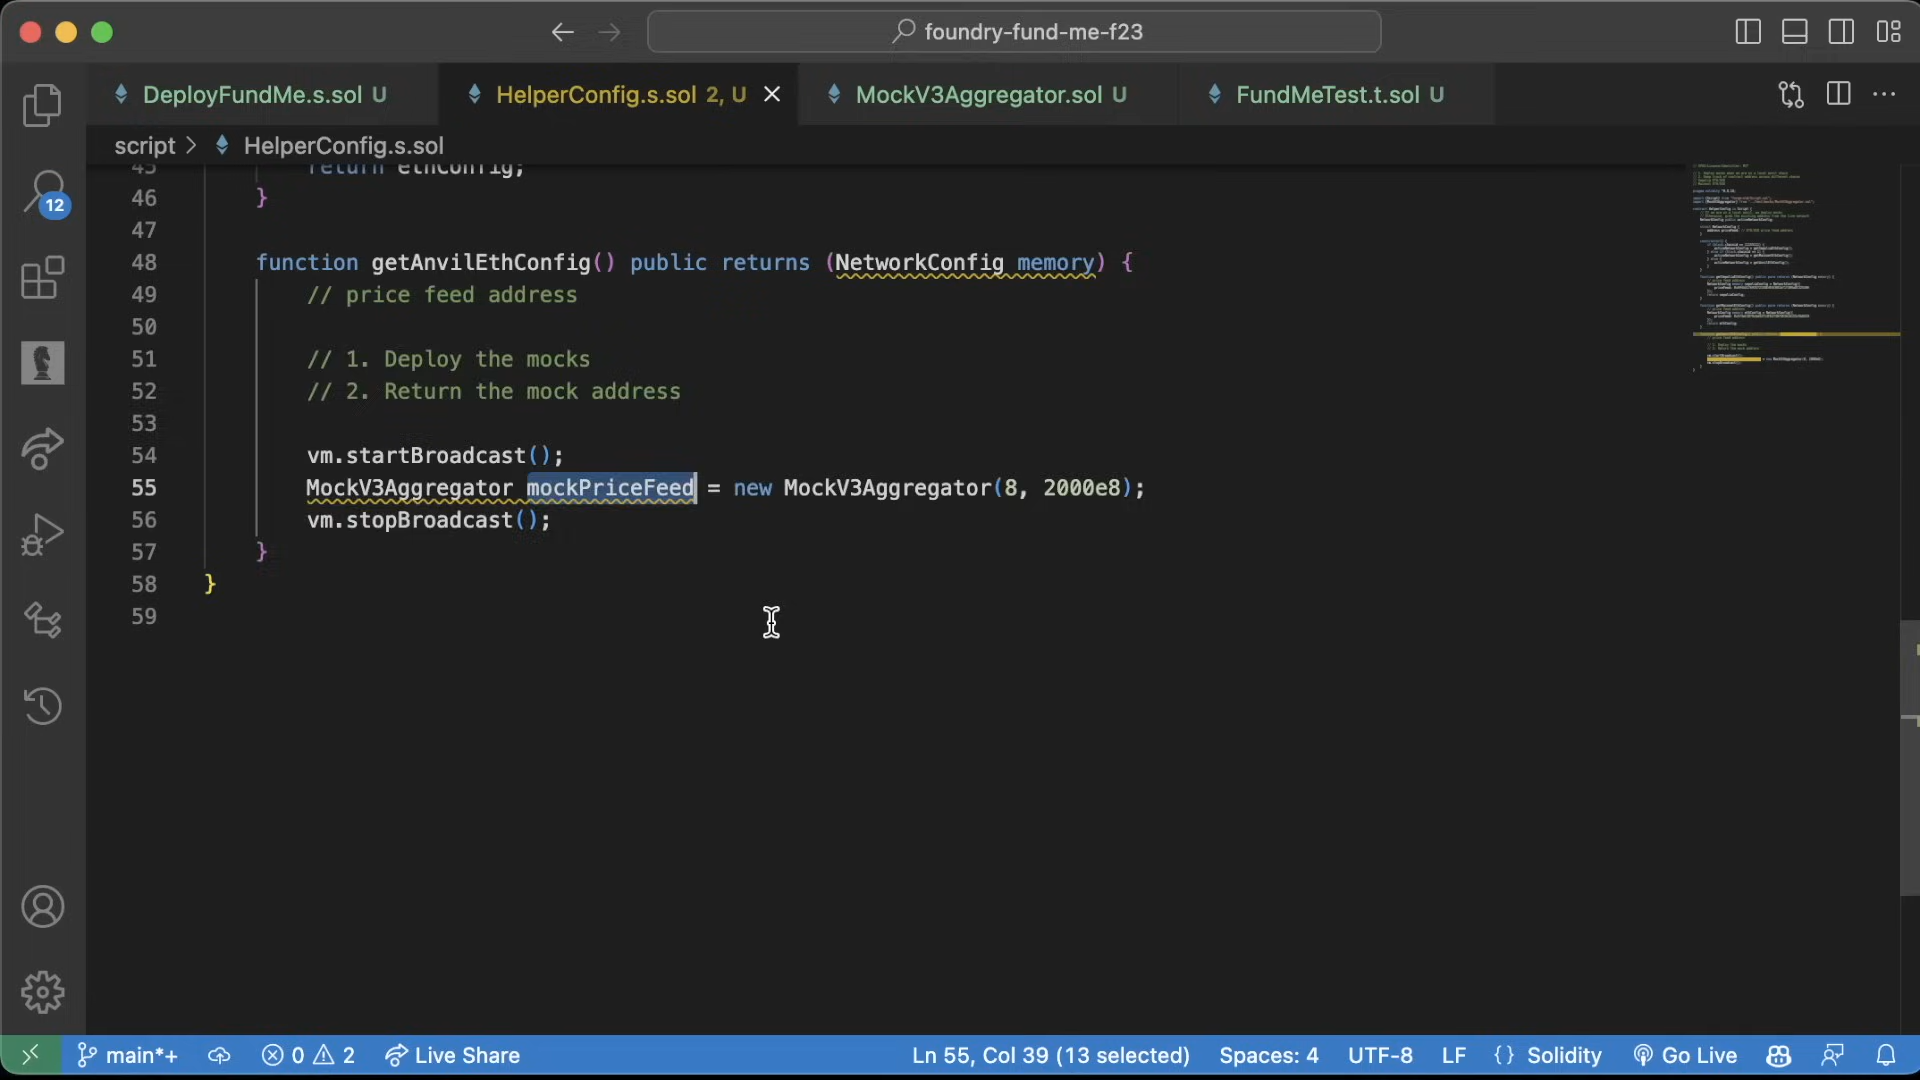 foundry-fund-me-f23
DeployFundMe.s.sol U
HelperConfig.s.sol 2, U
MockV3Aggregator.sol U
FundMeTest.t.sol U
script > HelperConfig.s.sol
45 return ethConfig;
46 }
47
48 function getAnvilEthConfig() public returns (NetworkConfig memory) {
49 // price feed address
50
51 // 1. Deploy the mocks
52 // 2. Return the mock address
53
54 vm.startBroadcast();
55 MockV3Aggregator mockPriceFeed = new MockV3Aggregator(8, 2000e8);
56 vm.stopBroadcast();
57 }
58 }
59
12
main*+ 0 2 Live Share Ln 55, Col 39 (13 selected) Spaces: 4 UTF-8 LF {} Solidity Go Live